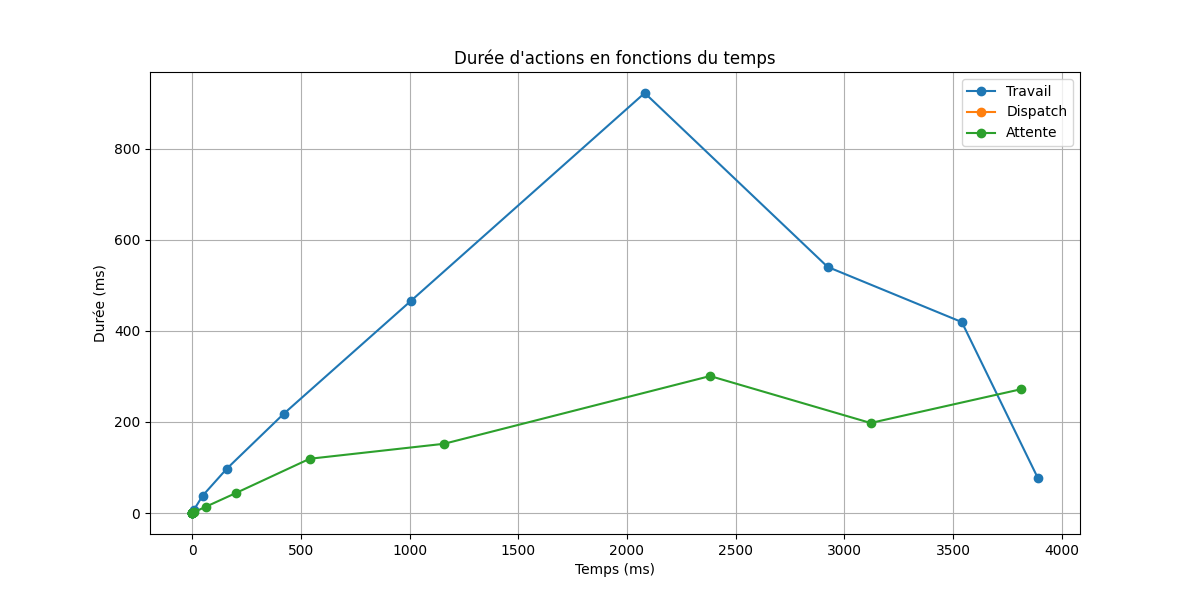 Durée d'actions en fonctions du temps
Travail
Dispatch
Attente
Durée (ms)
800
600
400
200
0
0 500 1000 1500 2000 2500 3000 3500 4000
Temps (ms)